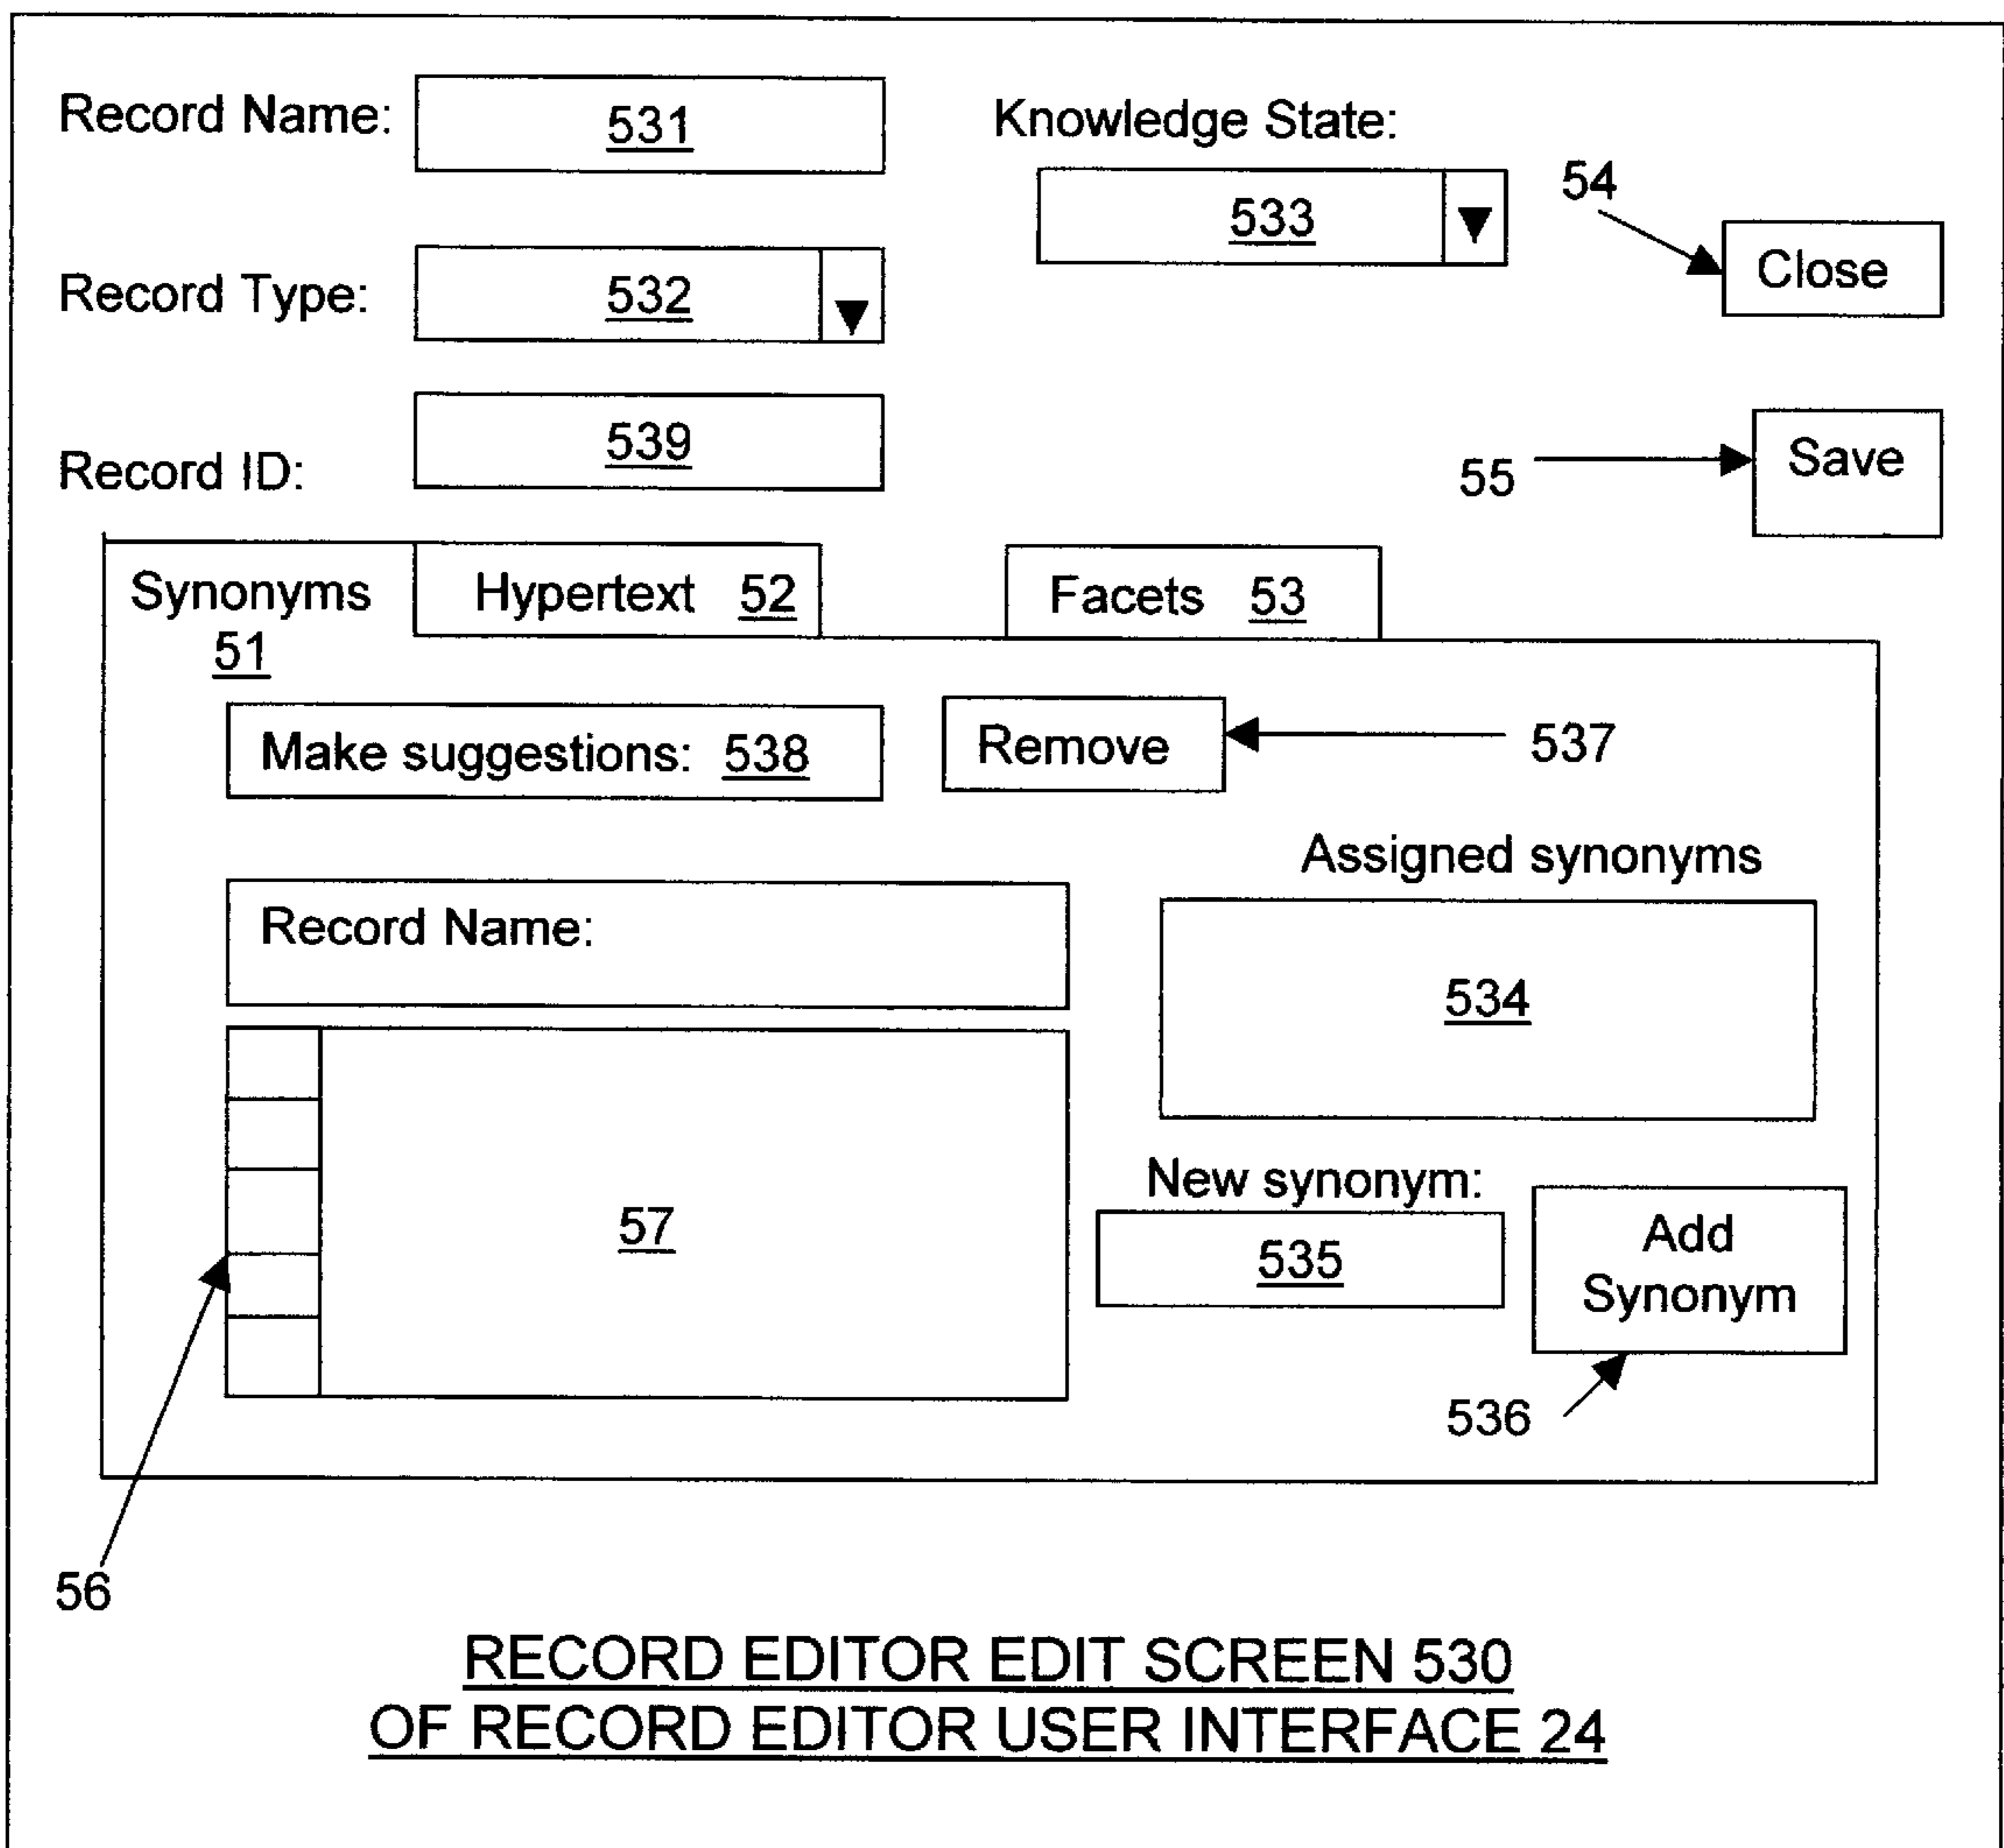 Record Name: 531
Knowledge State:
533
54
Close
Record Type: 532
Record ID: 539
55
Save
Synonyms
51
Hypertext 52
Facets 53
Make suggestions: 538
Remove
537
Assigned synonyms
Record Name:
534
57
New synonym:
535
Add
Synonym
536
56
RECORD EDITOR EDIT SCREEN 530
OF RECORD EDITOR USER INTERFACE 24